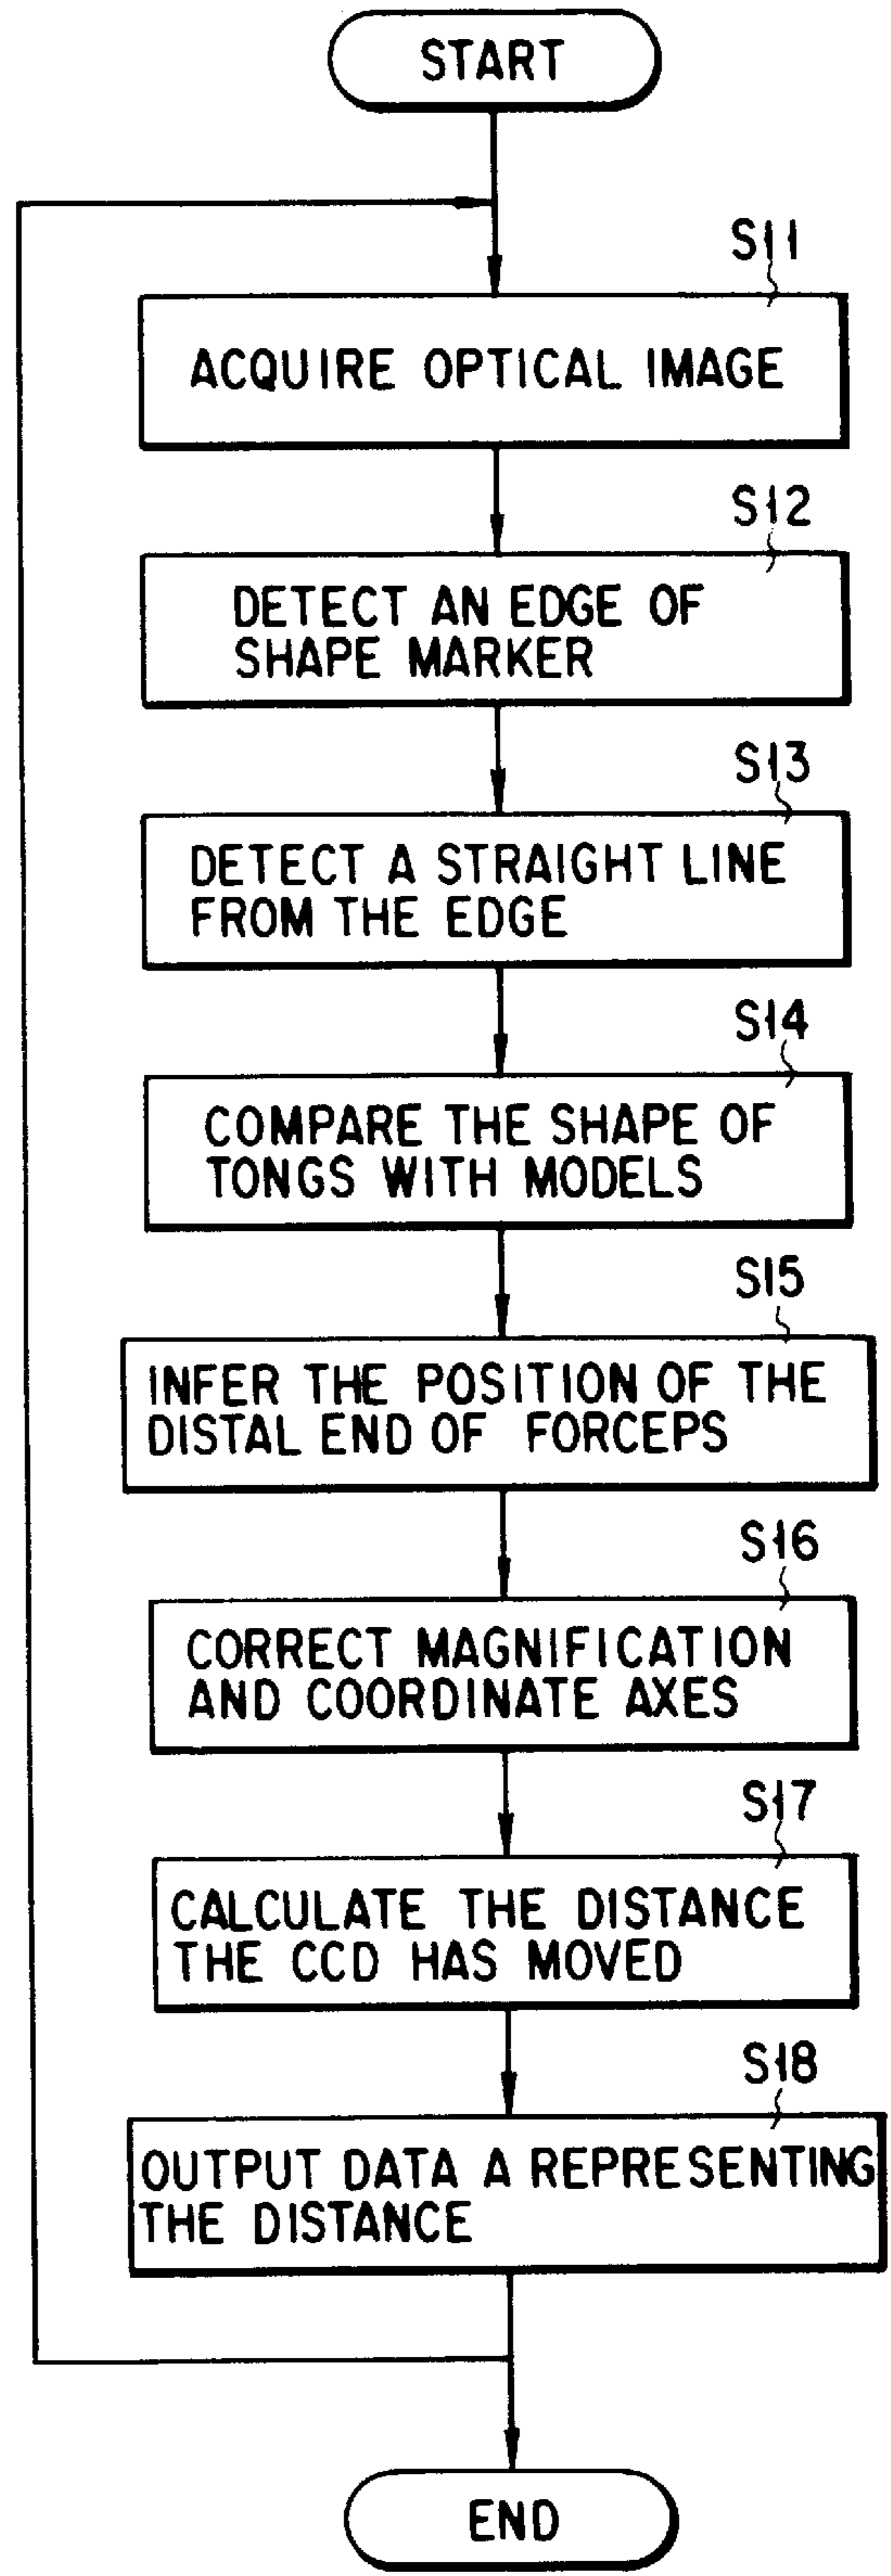 START
S11
ACQUIRE OPTICAL IMAGE
S12
DETECT AN EDGE OF
SHAPE MARKER
S13
DETECT A STRAIGHT LINE
FROM THE EDGE
S14
COMPARE THE SHAPE OF
TONGS WITH MODELS
S15
INFER THE POSITION OF THE
DISTAL END OF FORCEPS
S16
CORRECT MAGNIFICATION
AND COORDINATE AXES
S17
CALCULATE THE DISTANCE
THE CCD HAS MOVED
S18
OUTPUT DATA A REPRESENTING
THE DISTANCE
END